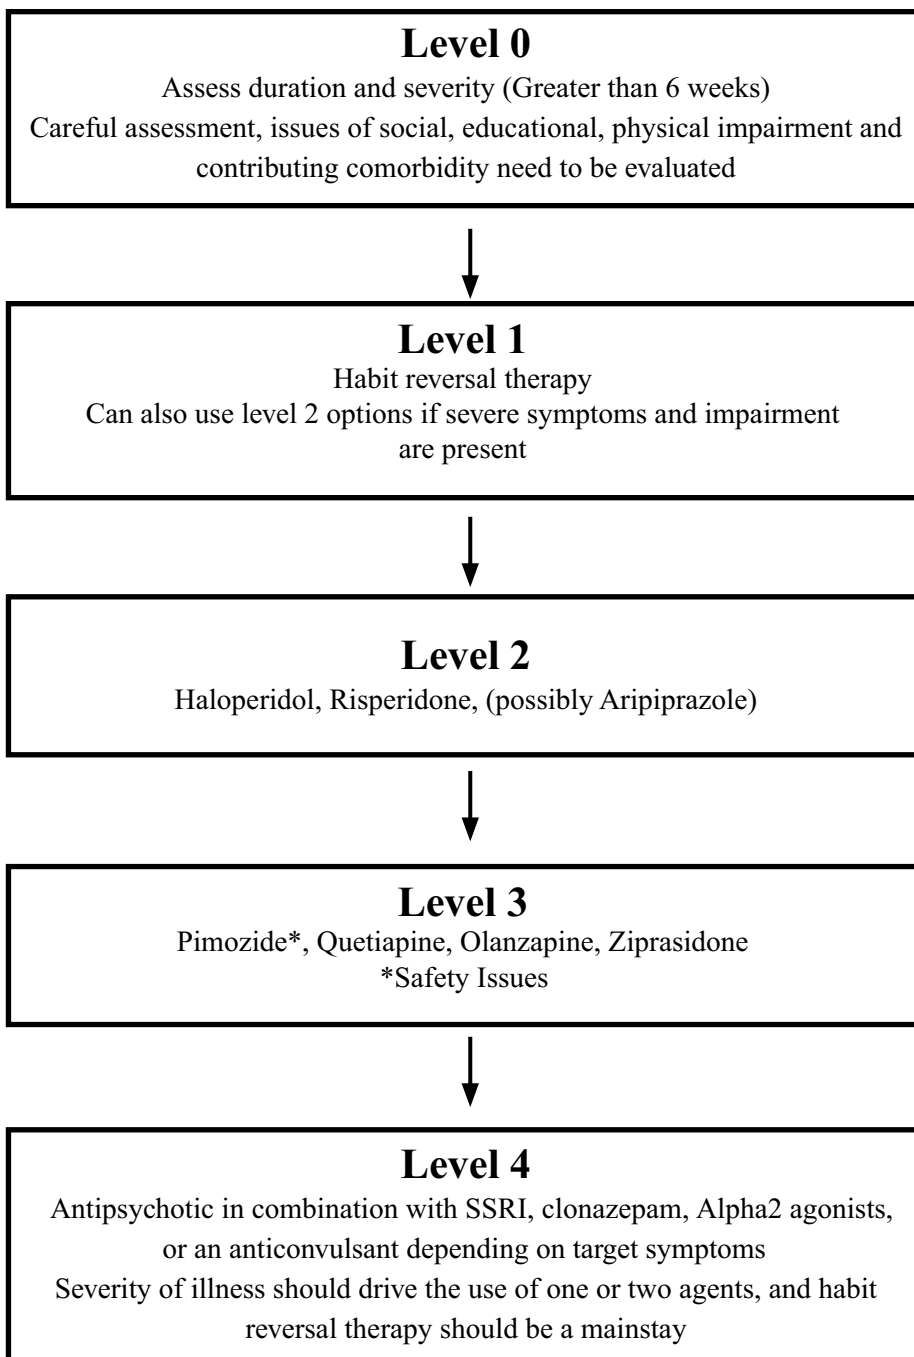 Level 0
Assess duration and severity (Greater than 6 weeks)
Careful assessment, issues of social, educational, physical impairment and
contributing comorbidity need to be evaluated
Level 1
Habit reversal therapy
Can also use level 2 options if severe symptoms and impairment
are present
Level 2
Haloperidol, Risperidone, (possibly Aripiprazole)
Level 3
Pimozide*, Quetiapine, Olanzapine, Ziprasidone
*Safety Issues
Level 4
Antipsychotic in combination with SSRI, clonazepam, Alpha2 agonists,
or an anticonvulsant depending on target symptoms
Severity of illness should drive the use of one or two agents, and habit
reversal therapy should be a mainstay